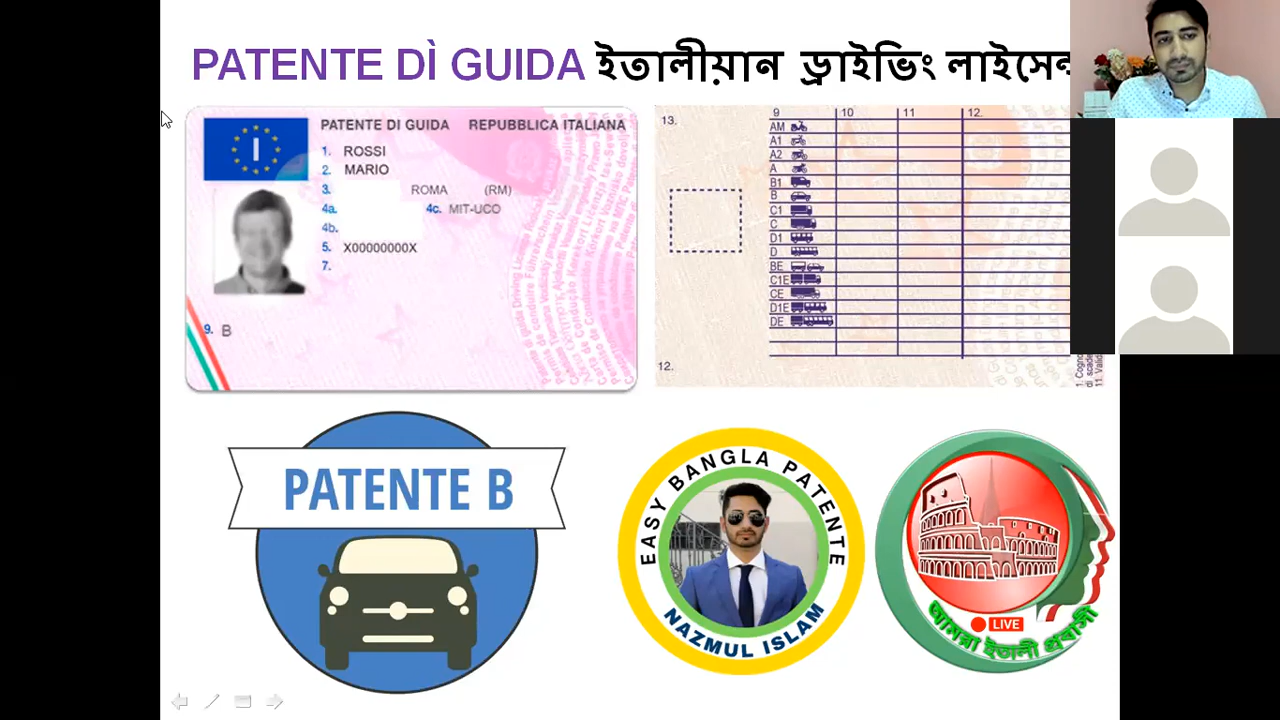 PATENTE DÌ GUIDA ইতালীয়ান ড্রাইভিং লাইসেন্স
PATENTE DI GUIDA REPUBBLICA ITALIANA
I
1. ROSSI
2. MARIO
3. ROMA (RM)
4a. 4c. MIT-UCO
4b.
5. X00000000X
7.
9. B
13.
9 10 11 12.
AM
A1
A2
A
B1
B
C1
C
D1
D
BE
C1E
CE
D1E
DE
12.
PATENTE B
EASY BANGLA PATENTE
NAZMUL ISLAM
LIVE
আমরা ইতালী প্রবাসী